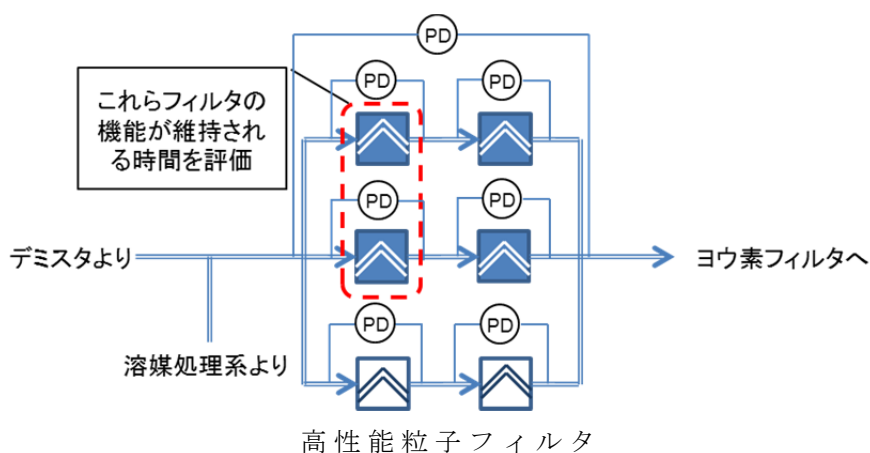 PD
PD
PD
これらフィルタの
機能が維持され
る時間を評価
PD
PD
デミスタより
ヨウ素フィルタへ
PD
PD
溶媒処理系より
高性能粒子フィルタ